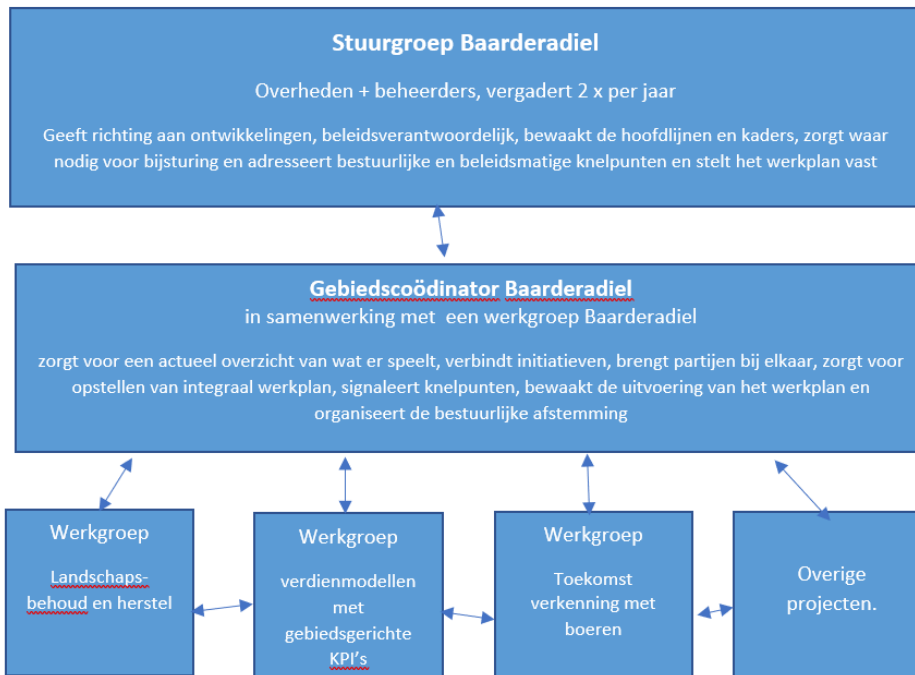 Stuurgroep Baarderadiel
Overheden + beheerders, vergadert 2 x per jaar
Geeft richting aan ontwikkelingen, beleidsverantwoordelijk, bewaakt de hoofdlijnen en kaders, zorgt waar
nodig voor bijsturing en adresseert bestuurlijke en beleidsmatige knelpunten en stelt het werkplan vast
Gebiedscoödinator Baarderadiel
in samenwerking met een werkgroep Baarderadiel
zorgt voor een actueel overzicht van wat er speelt, verbindt initiatieven, brengt partijen bij elkaar, zorgt voor
opstellen van integraal werkplan, signaleert knelpunten, bewaakt de uitvoering van het werkplan en
organiseert de bestuurlijke afstemming
Werkgroep
Landschaps-
behoud en herstel
Werkgroep
verdienmodellen
met
gebiedsgerichte
KPI's
Werkgroep
Toekomst
verkenning met
boeren
Overige
projecten.